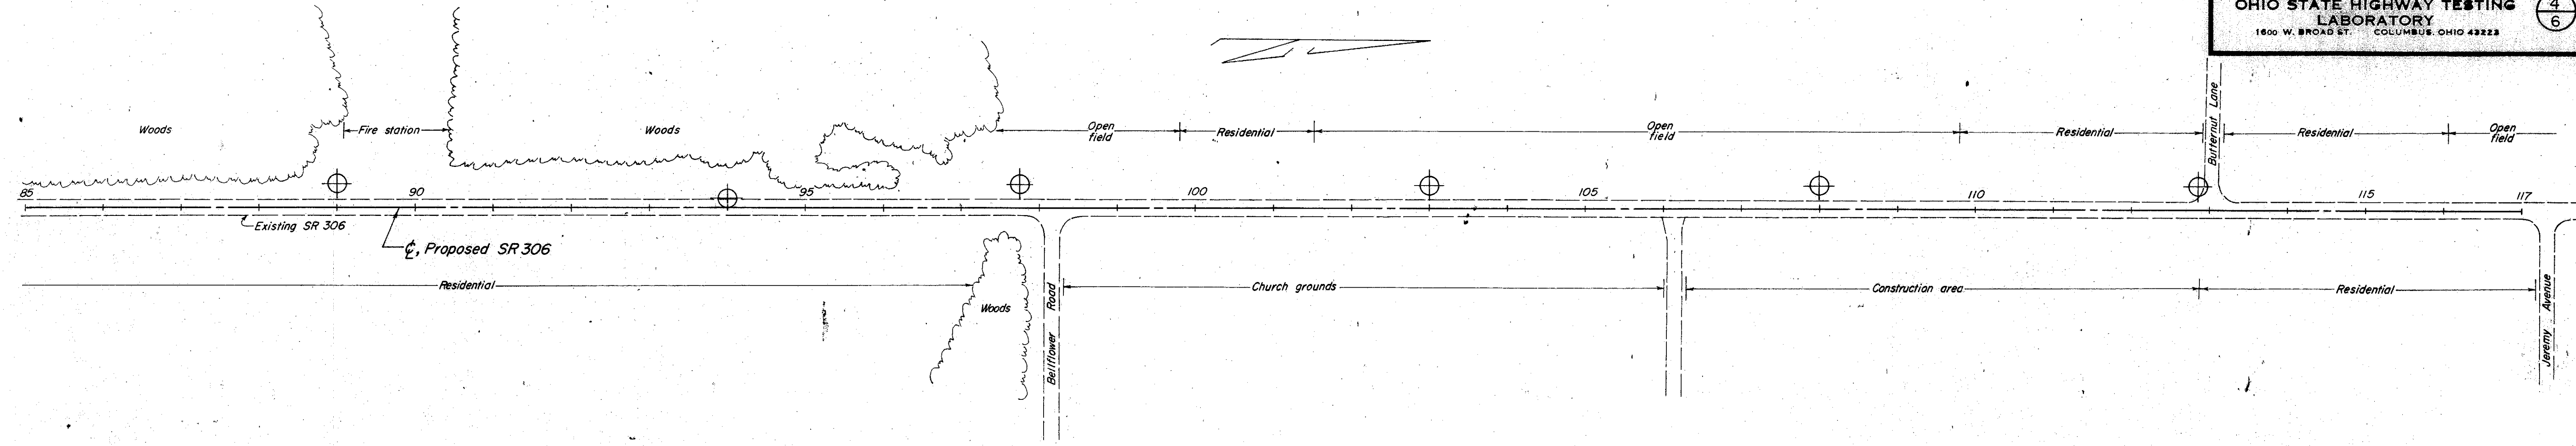 OHIO STATE HIGHWAY TESTING
LABORATORY
1600 W. BROAD ST. COLUMBUS, OHIO 43223
4
6
Woods
Fire station
Woods
Open
field
Residential
Open
field
Residential
Butternut Lane
Residential
Open
field
85
90
95
100
105
110
115
117
Existing SR 306
℄, Proposed SR 306
Residential
Woods
Bellflower Road
Church grounds
Construction area
Residential
Jeremy Avenue